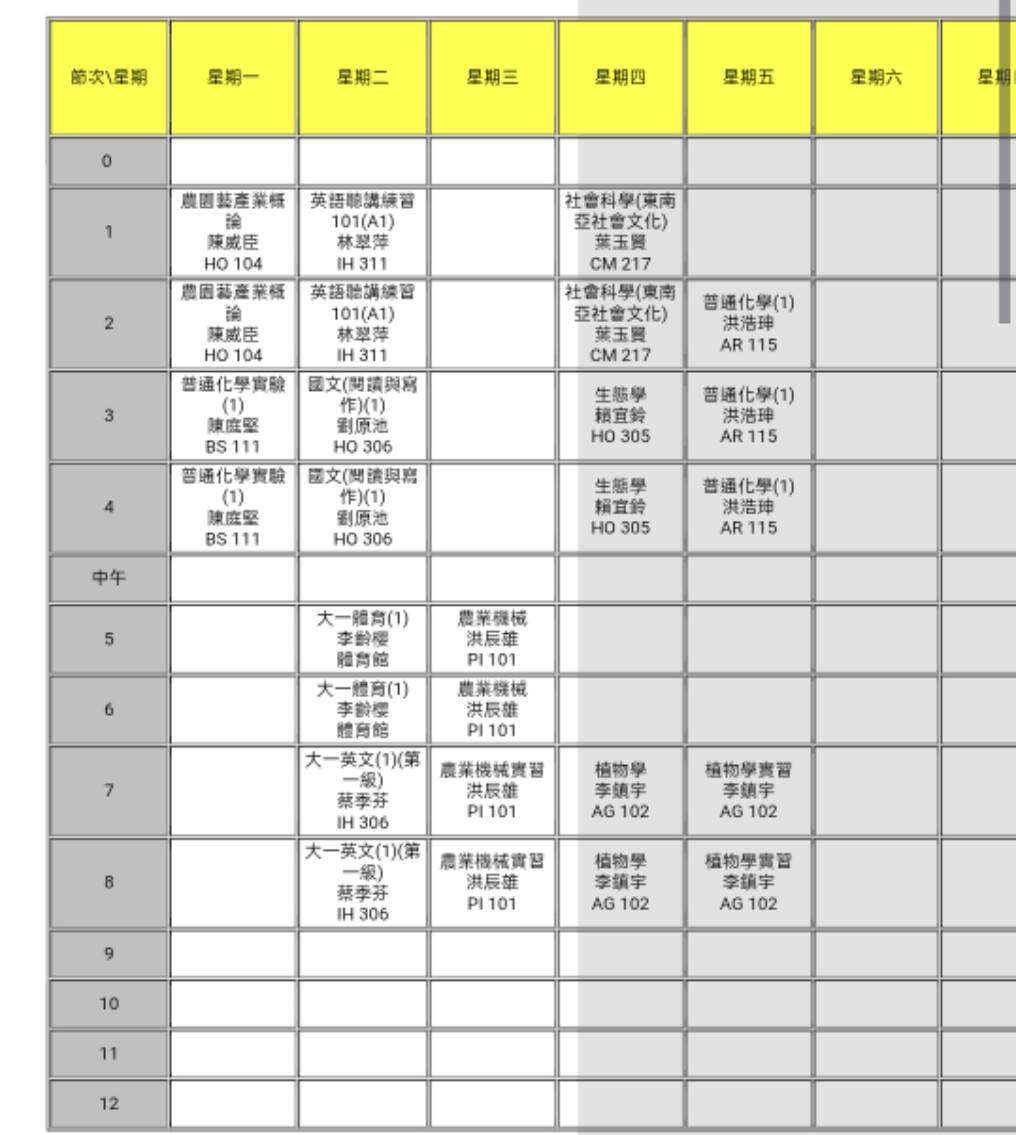 節次\星期 星期一 星期二 星期三 星期四 星期五 星期六 星期
0
1
農園藝產業概
論
陳威臣
HO 104
英語聽講練習
101(A1)
林翠萍
IH 311
社會科學(東南
亞社會文化)
葉玉賢
CM 217
2
農園藝產業概
論
陳威臣
HO 104
英語聽講練習
101(A1)
林翠萍
IH 311
社會科學(東南
亞社會文化)
葉玉賢
CM 217
普通化學(1)
洪浩珅
AR 115
3
普通化學實驗
(1)
陳庭堅
BS 111
國文(閱讀與寫
作)(1)
劉原池
HO 306
生態學
賴宜鈴
HO 305
普通化學(1)
洪浩珅
AR 115
4
普通化學實驗
(1)
陳庭堅
BS 111
國文(閱讀與寫
作)(1)
劉原池
HO 306
生態學
賴宜鈴
HO 305
普通化學(1)
洪浩珅
AR 115
中午
5
大一體育(1)
李齡櫻
體育館
農業機械
洪辰雄
PI 101
6
大一體育(1)
李齡櫻
體育館
農業機械
洪辰雄
PI 101
7
大一英文(1)(第
一級)
蔡季芬
IH 306
農業機械實習
洪辰雄
PI 101
植物學
李鎮宇
AG 102
植物學實習
李鎮宇
AG 102
8
大一英文(1)(第
一級)
蔡季芬
IH 306
農業機械實習
洪辰雄
PI 101
植物學
李鎮宇
AG 102
植物學實習
李鎮宇
AG 102
9
10
11
12